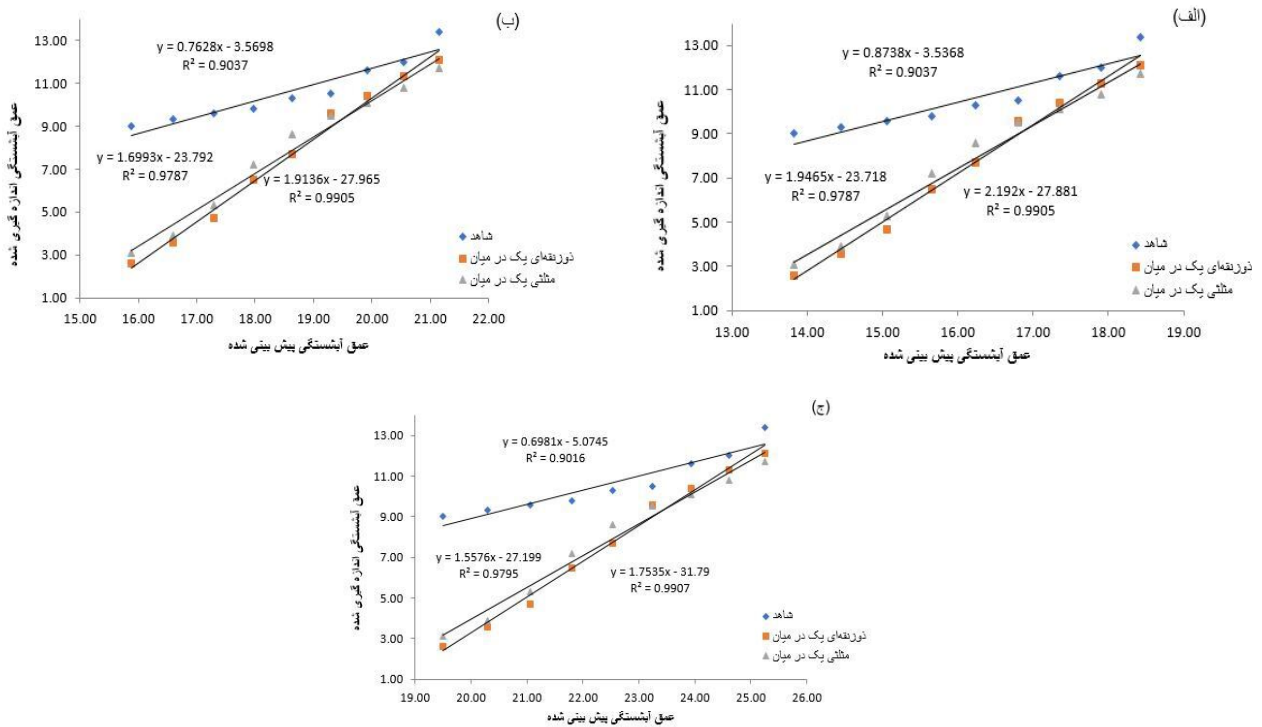 (الف)
عمق آبشستگی اندازه گیری شده
13.00
11.00
9.00
7.00
5.00
3.00
1.00
y = 0.8738x - 3.5368
R² = 0.9037
y = 1.9465x - 23.718
R² = 0.9787
y = 2.192x - 27.881
R² = 0.9905
شاهد
ذوزنقه‌ای یک در میان
مثلثی یک در میان
13.00 14.00 15.00 16.00 17.00 18.00 19.00
عمق آبشستگی پیش بینی شده
(ب)
عمق آبشستگی اندازه گیری شده
13.00
11.00
9.00
7.00
5.00
3.00
1.00
y = 0.7628x - 3.5698
R² = 0.9037
y = 1.6993x - 23.792
R² = 0.9787
y = 1.9136x - 27.965
R² = 0.9905
شاهد
ذوزنقه‌ای یک در میان
مثلثی یک در میان
15.00 16.00 17.00 18.00 19.00 20.00 21.00 22.00
عمق آبشستگی پیش بینی شده
(ج)
عمق آبشستگی اندازه گیری شده
13.00
11.00
9.00
7.00
5.00
3.00
1.00
y = 0.6981x - 5.0745
R² = 0.9016
y = 1.5576x - 27.199
R² = 0.9795
y = 1.7535x - 31.79
R² = 0.9907
شاهد
ذوزنقه‌ای یک در میان
مثلثی یک در میان
19.00 20.00 21.00 22.00 23.00 24.00 25.00 26.00
عمق آبشستگی پیش بینی شده